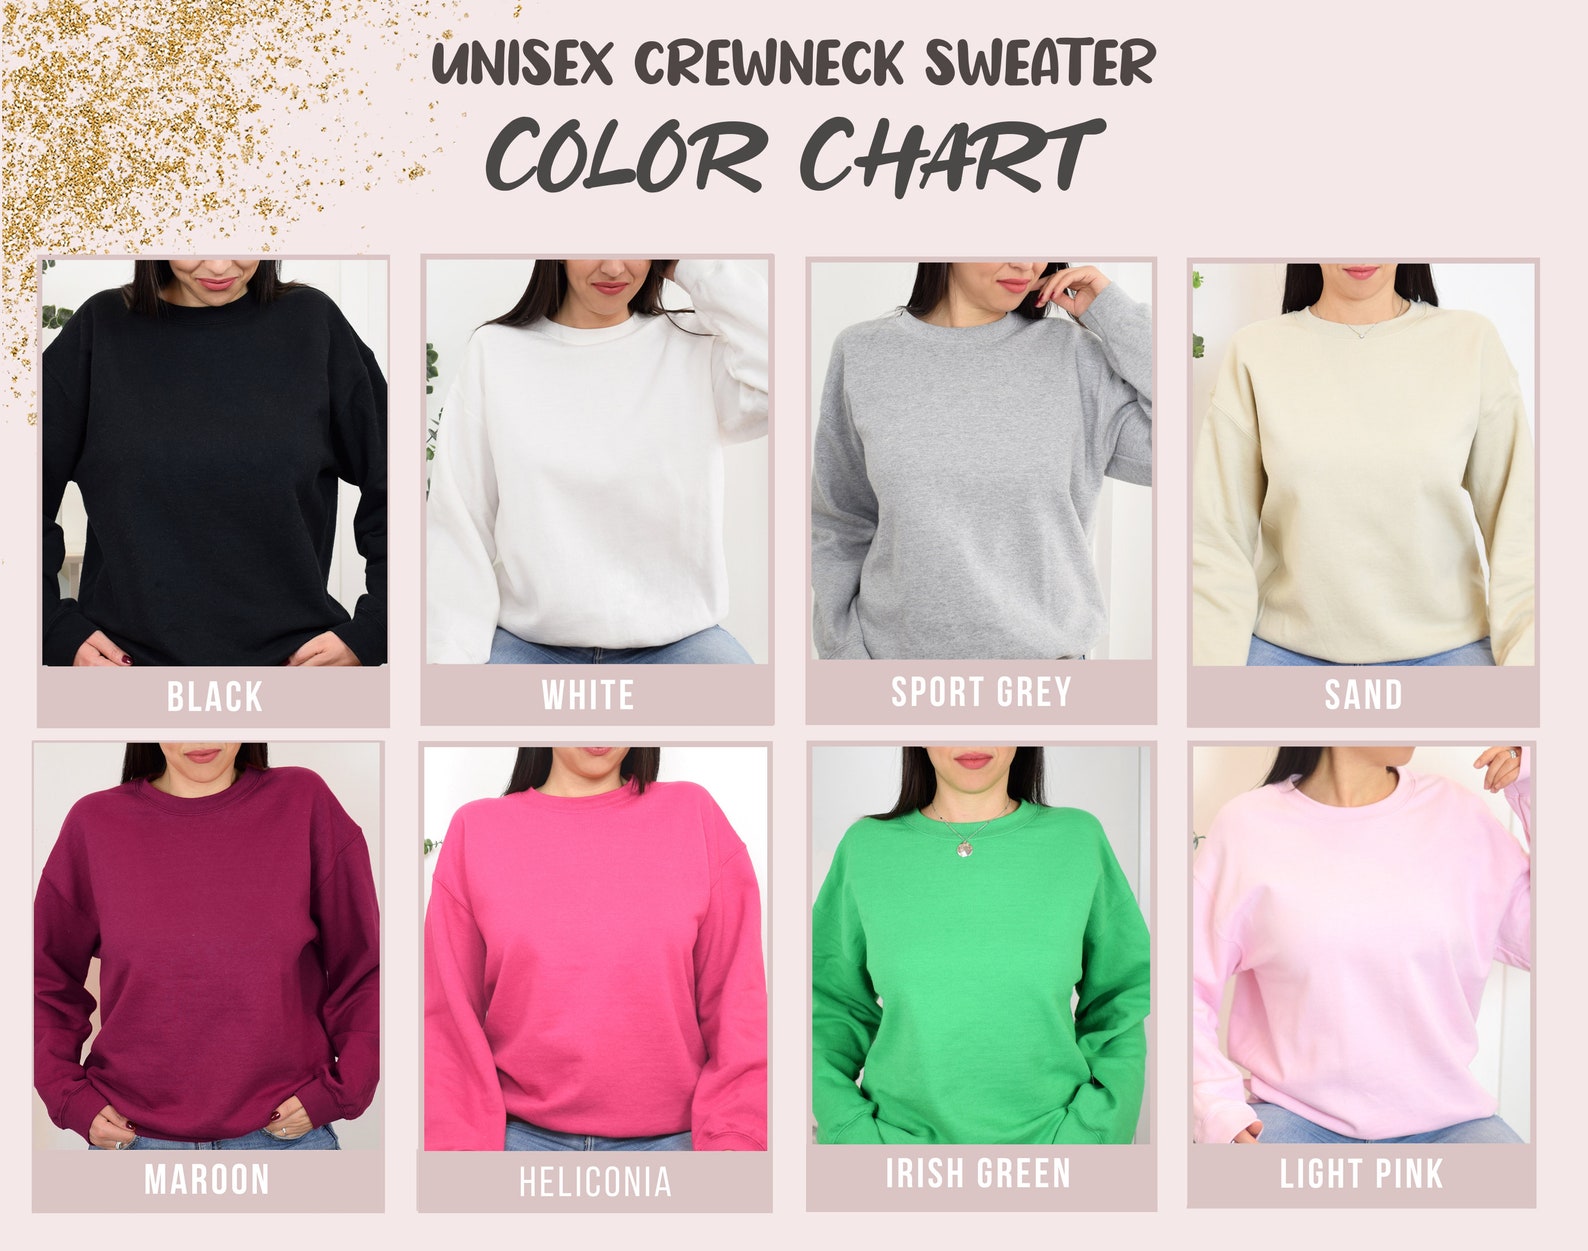 UNISEX CREWNECK SWEATER
COLOR CHART
BLACK
WHITE
SPORT GREY
SAND
MAROON
HELICONIA
IRISH GREEN
LIGHT PINK